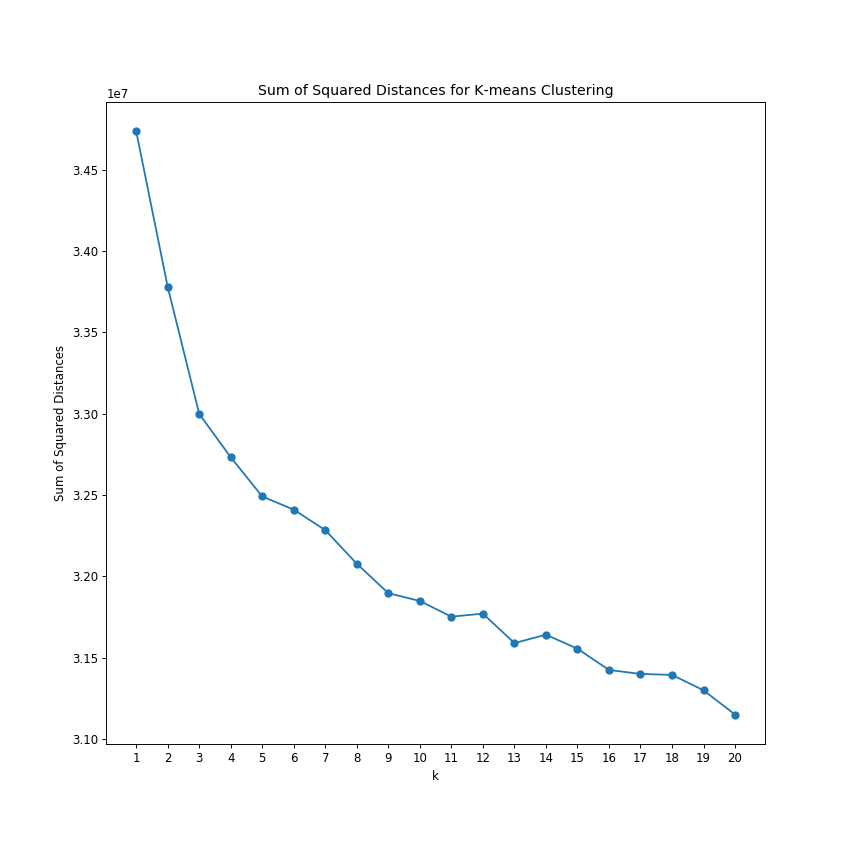 Sum of Squared Distances for K-means Clustering
1e7
3.45
3.40
3.35
3.30
3.25
3.20
3.15
3.10
Sum of Squared Distances
1 2 3 4 5 6 7 8 9 10 11 12 13 14 15 16 17 18 19 20
k